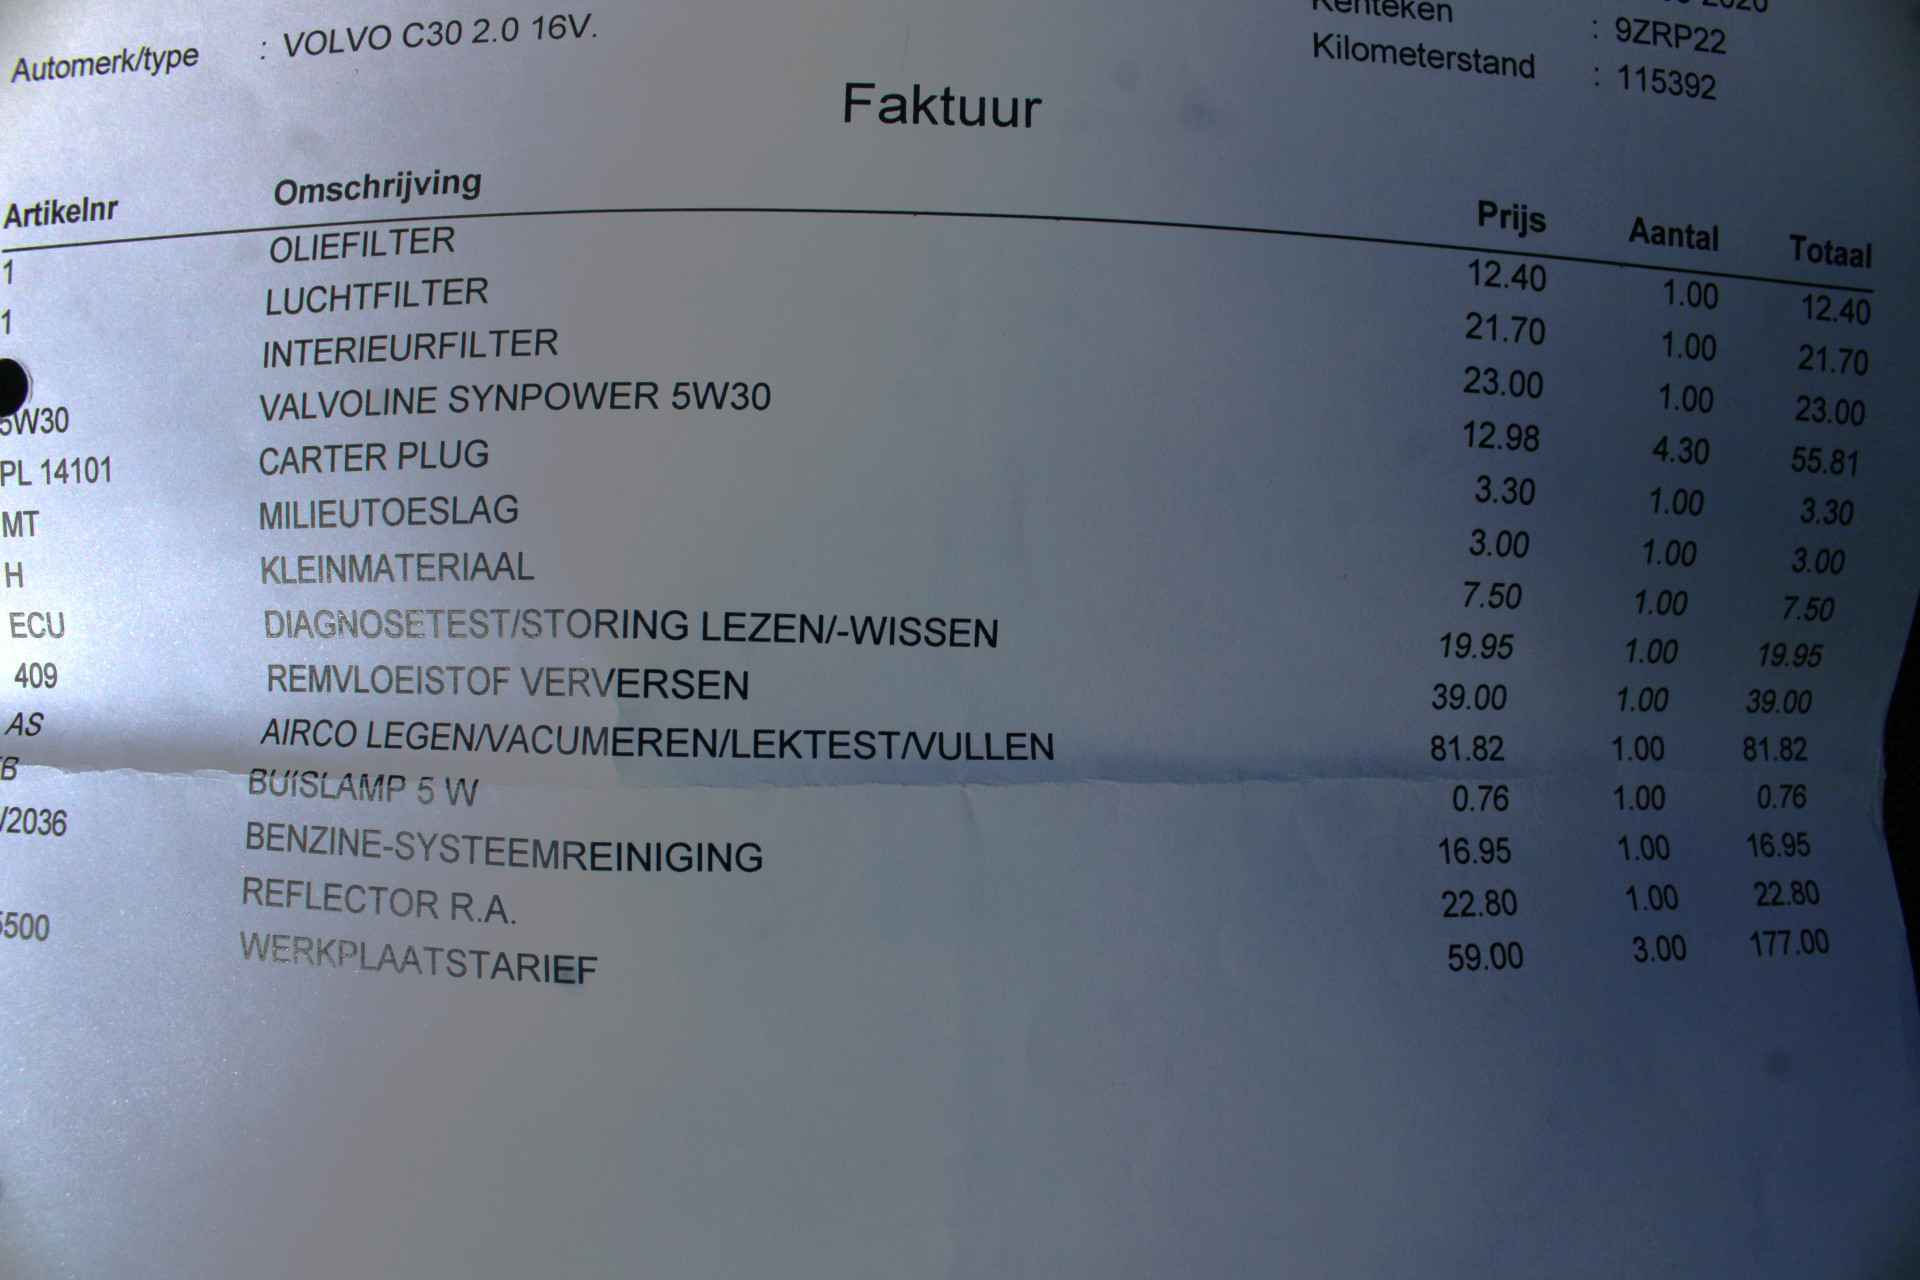 Automerk/type : VOLVO C30 2.0 16V.
Kenteken : 9ZRP22
Kilometerstand : 115392
Faktuur
Artikelnr Omschrijving Prijs Aantal Totaal
1 OLIEFILTER 12.40 1.00 12.40
1 LUCHTFILTER 21.70 1.00 21.70
INTERIEURFILTER 23.00 1.00 23.00
5W30 VALVOLINE SYNPOWER 5W30 12.98 4.30 55.81
PL 14101 CARTER PLUG 3.30 1.00 3.30
MT MILIEUTOESLAG 3.00 1.00 3.00
H KLEINMATERIAAL 7.50 1.00 7.50
ECU DIAGNOSETEST/STORING LEZEN/-WISSEN 19.95 1.00 19.95
409 REMVLOEISTOF VERVERSEN 39.00 1.00 39.00
AS AIRCO LEGEN/VACUMEREN/LEKTEST/VULLEN 81.82 1.00 81.82
BUISLAMP 5 W 0.76 1.00 0.76
/2036 BENZINE-SYSTEEMREINIGING 16.95 1.00 16.95
REFLECTOR R.A. 22.80 1.00 22.80
5500 WERKPLAATSTARIEF 59.00 3.00 177.00